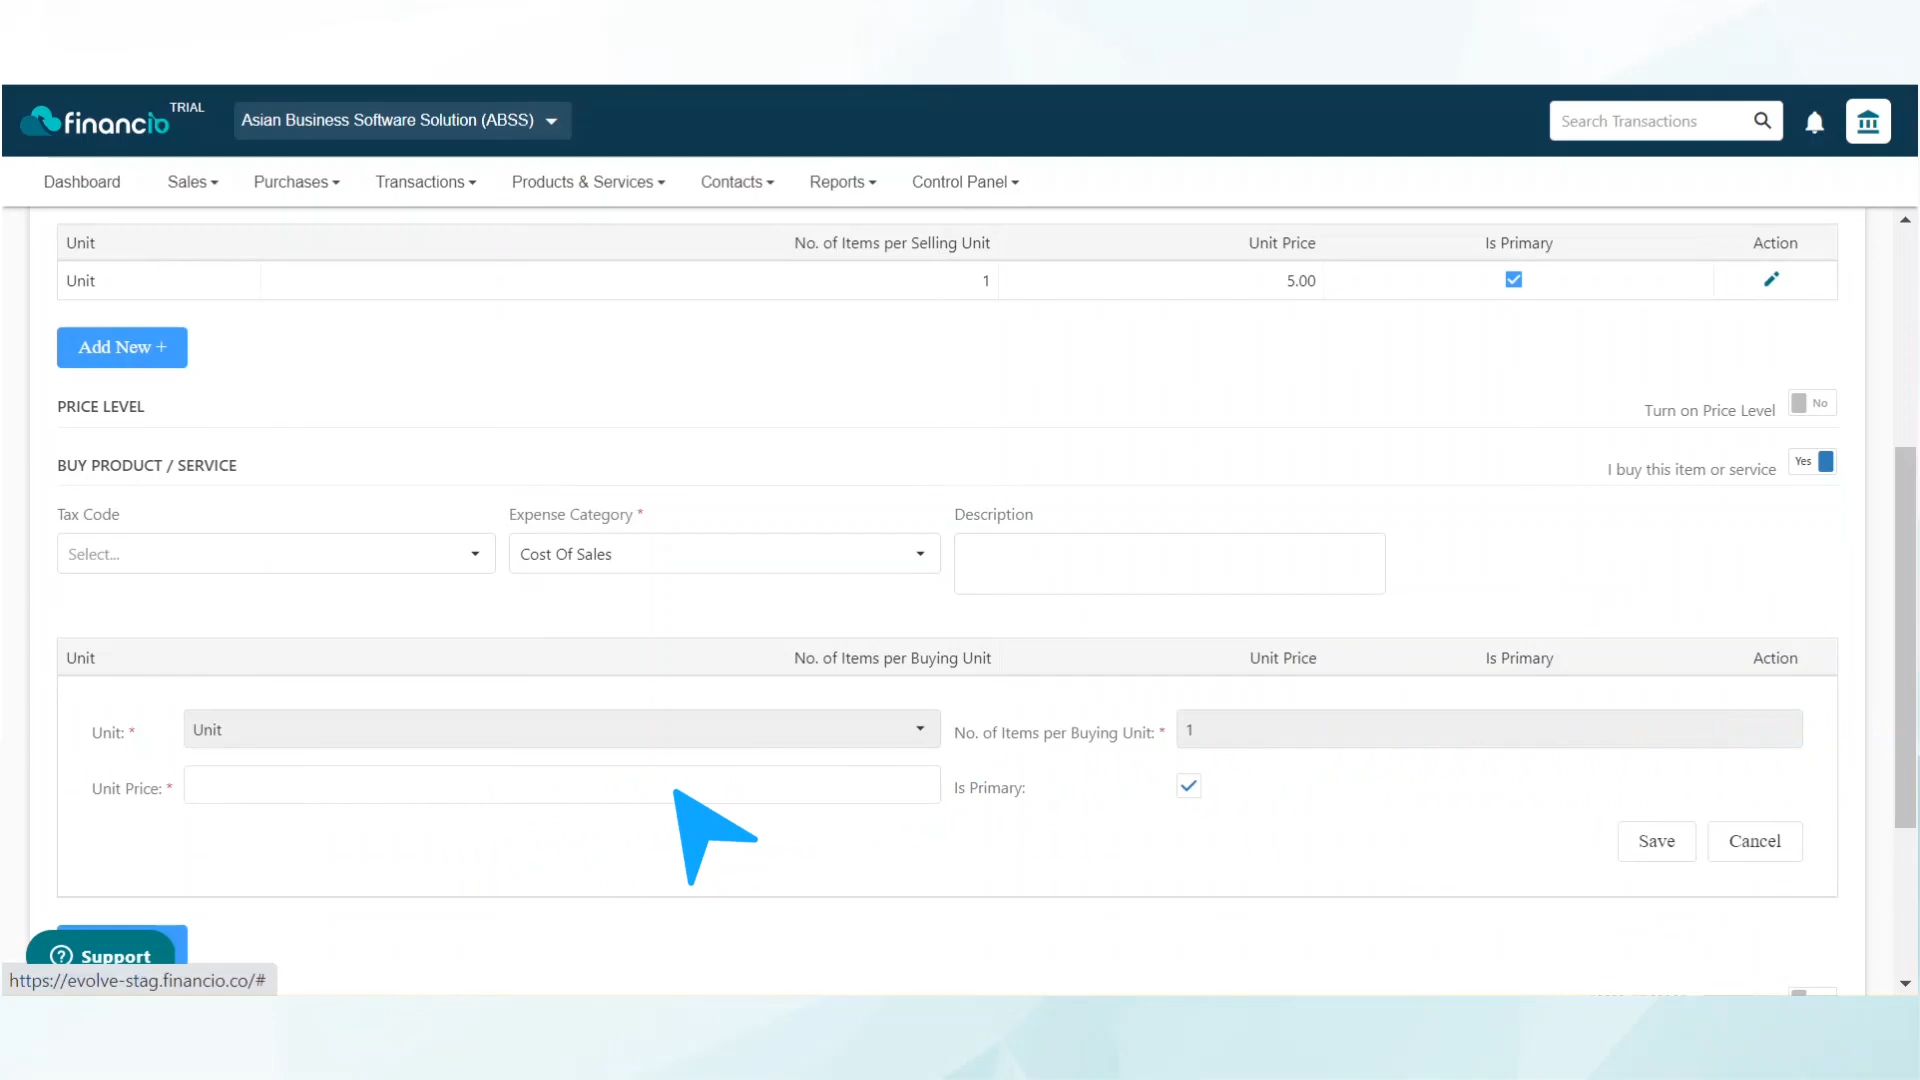 financio TRIAL
Asian Business Software Solution (ABSS)
Search Transactions
Dashboard Sales Purchases Transactions Products & Services Contacts Reports Control Panel
Unit No. of Items per Selling Unit Unit Price Is Primary Action
Unit 1 5.00
Add New +
PRICE LEVEL Turn on Price Level No
BUY PRODUCT / SERVICE I buy this item or service Yes
Tax Code Expense Category * Description
Select... Cost Of Sales
Unit No. of Items per Buying Unit Unit Price Is Primary Action
Unit: * Unit No. of Items per Buying Unit: * 1
Unit Price: * Is Primary:
Save Cancel
? Support
https://evolve-stag.financio.co/#